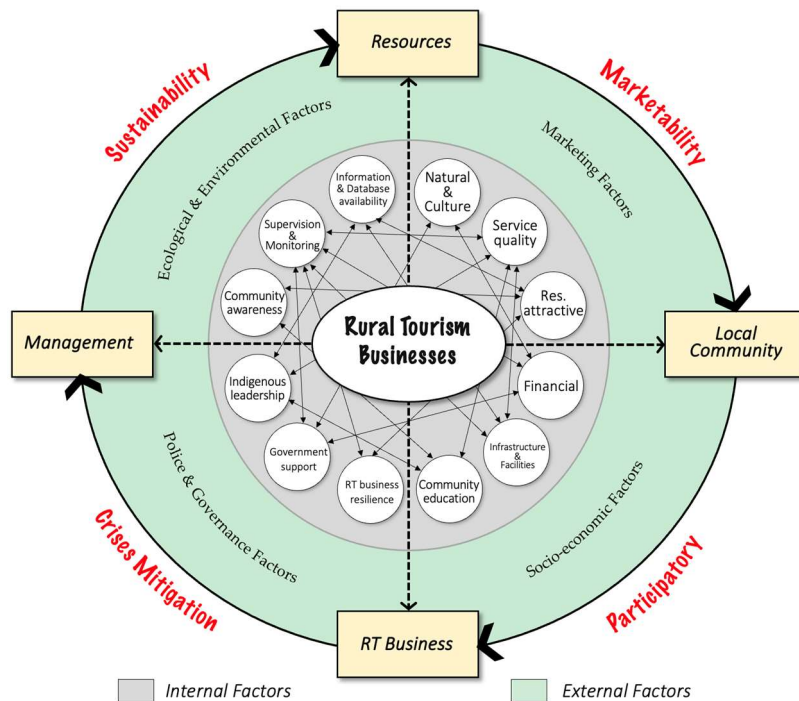 Resources
Sustainability
Marketability
Ecological & Environmental Factors
Marketing Factors
Information
& Database
availability
Natural
&
Culture
Supervision
&
Monitoring
Service
quality
Community
awareness
Res.
attractive
Rural Tourism
Businesses
Management
Local
Community
Indigenous
leadership
Financial
Government
support
Infrastructure
&
Facilities
RT business
resilience
Community
education
Police & Governance Factors
Socio-economic Factors
Crises Mitigation
Participatory
RT Business
Internal Factors
External Factors